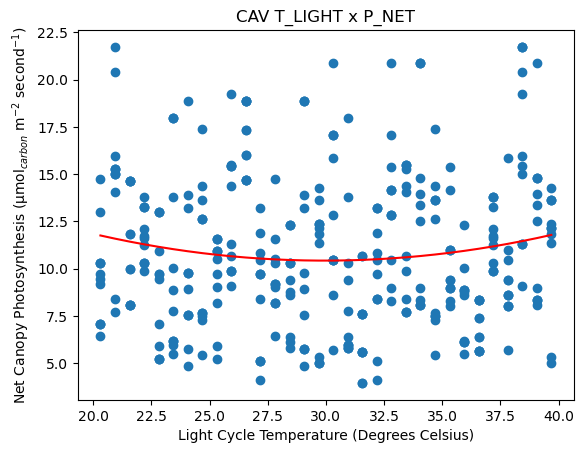 CAV T_LIGHT x P_NET
Net Canopy Photosynthesis (μmol_carbon m⁻² second⁻¹)
22.5
20.0
17.5
15.0
12.5
10.0
7.5
5.0
20.0 22.5 25.0 27.5 30.0 32.5 35.0 37.5 40.0
Light Cycle Temperature (Degrees Celsius)